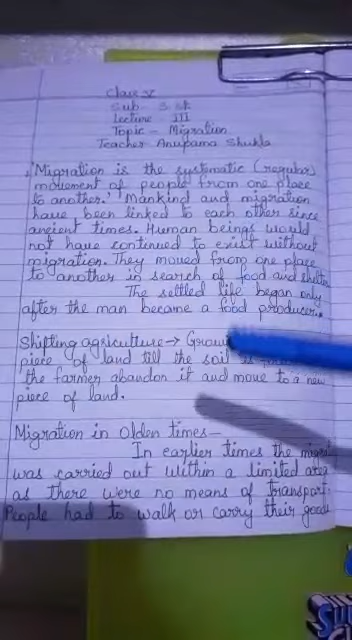 Class V
Sub - S.St
Lecture III
Topic - Migration
Teacher Anupama Shukla
"Migration is the systematic (regular)
movement of people from one place
to another." Mankind and migration
have been linked to each other since
ancient times. Human beings would
not have continued to exist without
migration. They moved from one place
to another in search of food and shelter
The settled life began only
after the man became a food producer.
Shifting agriculture →
piece of land till the soil is
the farmer abandon it and move to a new
piece of land.
Migration in Olden times-
In earlier times the
was carried out within a limited area
as there were no means of transport.
People had to walk or carry their goods